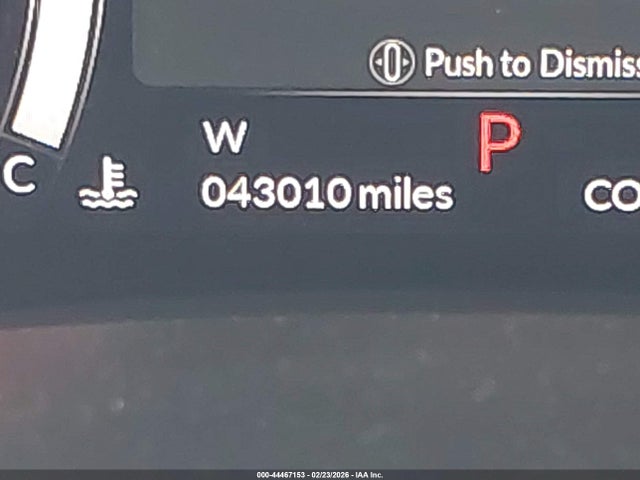 Push to Dismiss
W
P
C
043010 miles
CO
000-44467153 - 02/23/2026 - IAA Inc.